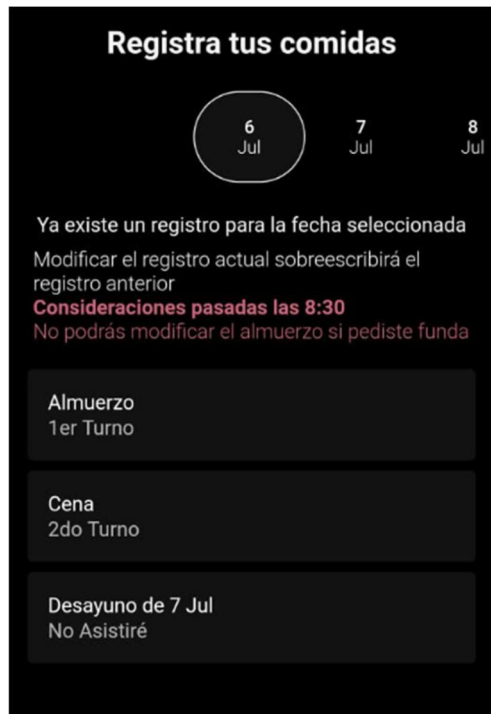 Registra tus comidas
6 7 8
Jul Jul Jul
Ya existe un registro para la fecha seleccionada
Modificar el registro actual sobreescribirá el
registro anterior
Consideraciones pasadas las 8:30
No podrás modificar el almuerzo si pediste funda
Almuerzo
1er Turno
Cena
2do Turno
Desayuno de 7 Jul
No Asistiré